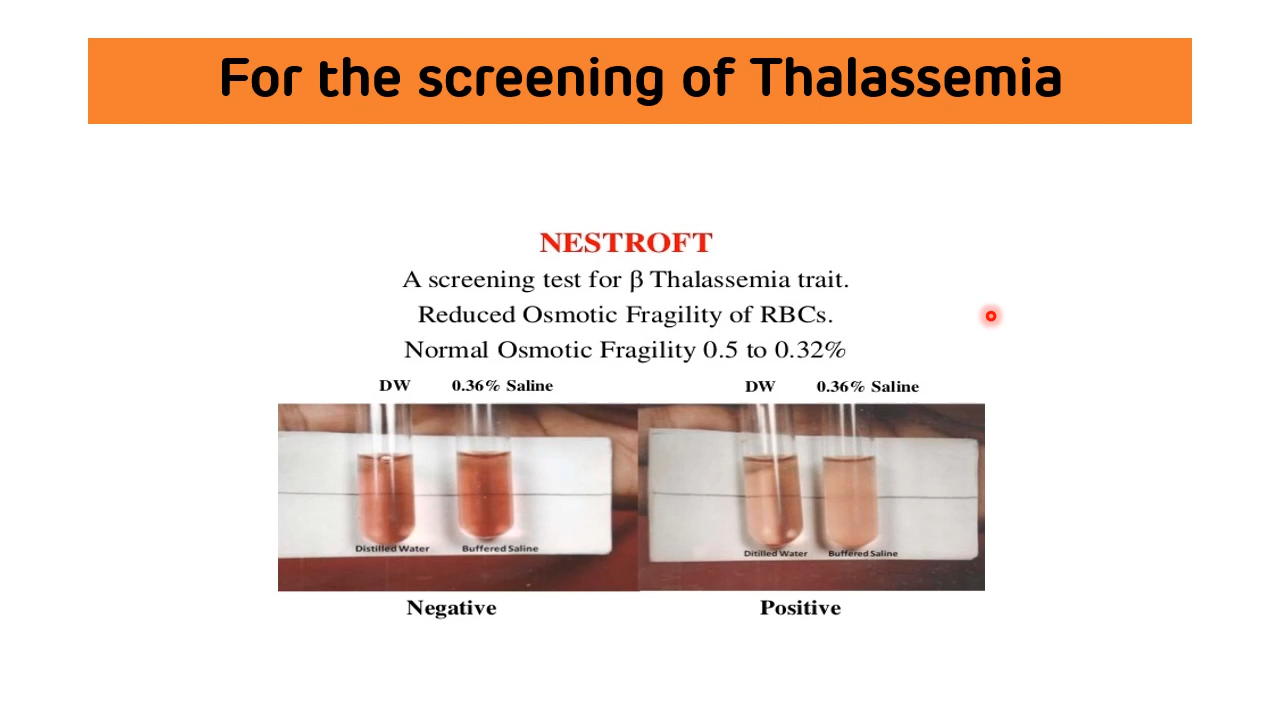 For the screening of Thalassemia
NESTROFT
A screening test for β Thalassemia trait.
Reduced Osmotic Fragility of RBCs.
Normal Osmotic Fragility 0.5 to 0.32%
DW 0.36% Saline DW 0.36% Saline
Distilled Water Buffered Saline Ditilled Water Buffered Saline
Negative Positive